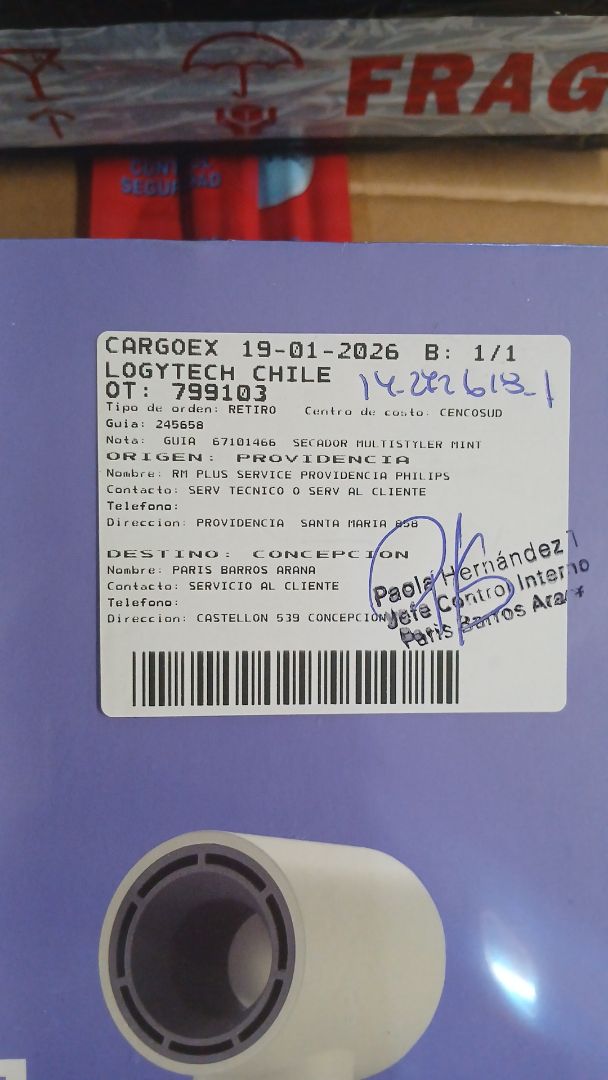 FRAG
SEGURIDAD
CARGOEX 19-01-2026 B: 1/1
LOGYTECH CHILE
14-272618-1
OT: 799103
Tipo de orden: RETIRO Centro de costo: CENCOSUD
Guia: 245658
Nota: GUIA 67101466 SECADOR MULTISTYLER MINT
ORIGEN: PROVIDENCIA
Nombre: RM PLUS SERVICE PROVIDENCIA PHILIPS
Contacto: SERV TECNICO O SERV AL CLIENTE
Telefono:
Direccion: PROVIDENCIA SANTA MARIA 858
DESTINO: CONCEPCION
Nombre: PARIS BARROS ARANA
Contacto: SERVICIO AL CLIENTE
Telefono:
Direccion: CASTELLON 539 CONCEPCION
Paola Hernández
Jefe Control Interno
Paris Barros Arana